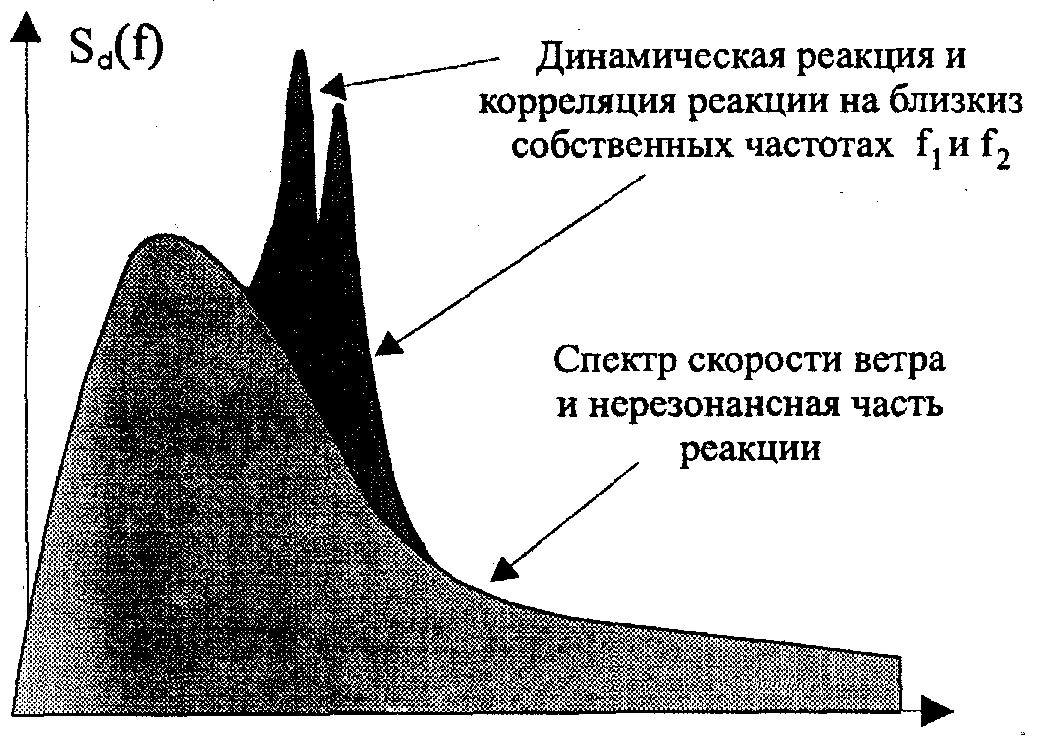 S_d(f)
Динамическая реакция и
корреляция реакции на близкиз
собственных частотах f₁ и f₂
Спектр скорости ветра
и нерезонансная часть
реакции